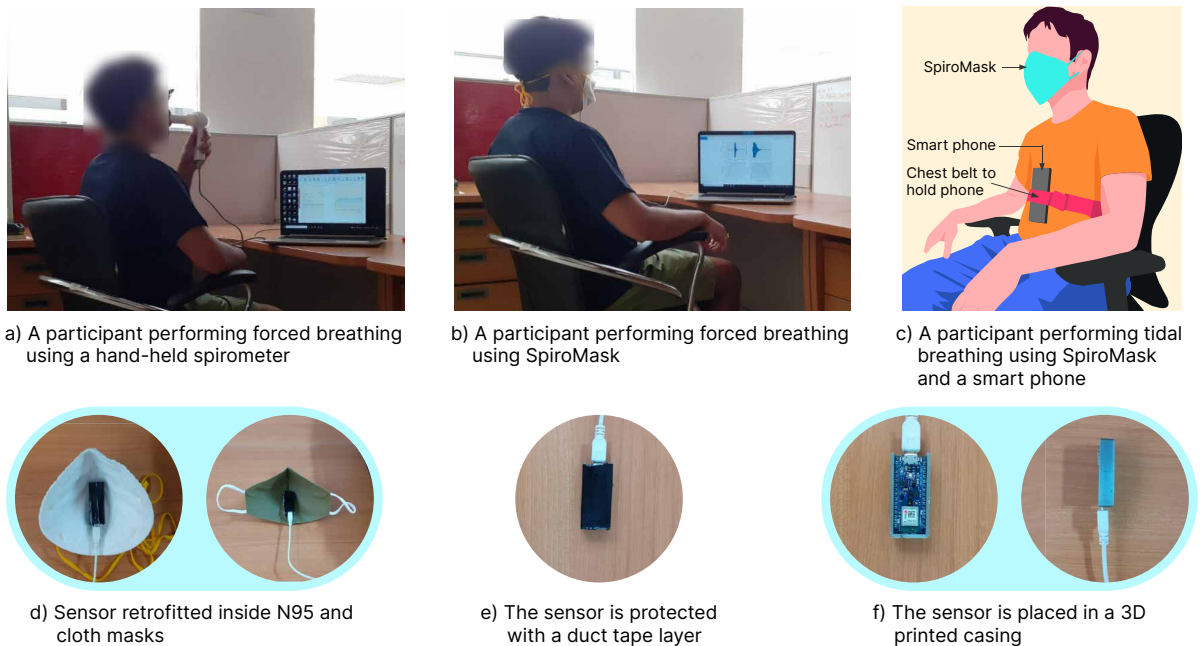 SpiroMask
Smart phone
Chest belt to
hold phone
a) A participant performing forced breathing
using a hand-held spirometer
b) A participant performing forced breathing
using SpiroMask
c) A participant performing tidal
breathing using SpiroMask
and a smart phone
d) Sensor retrofitted inside N95 and
cloth masks
e) The sensor is protected
with a duct tape layer
f) The sensor is placed in a 3D
printed casing